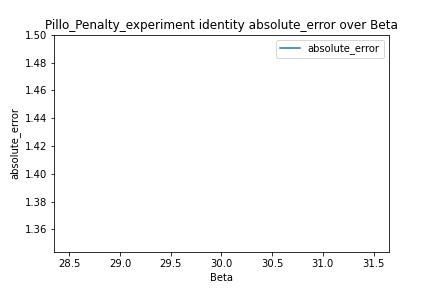 Pillo_Penalty_experiment identity absolute_error over Beta
absolute_error
1.50
1.48
1.46
1.44
1.42
1.40
1.38
1.36
absolute_error
28.5 29.0 29.5 30.0 30.5 31.0 31.5
Beta